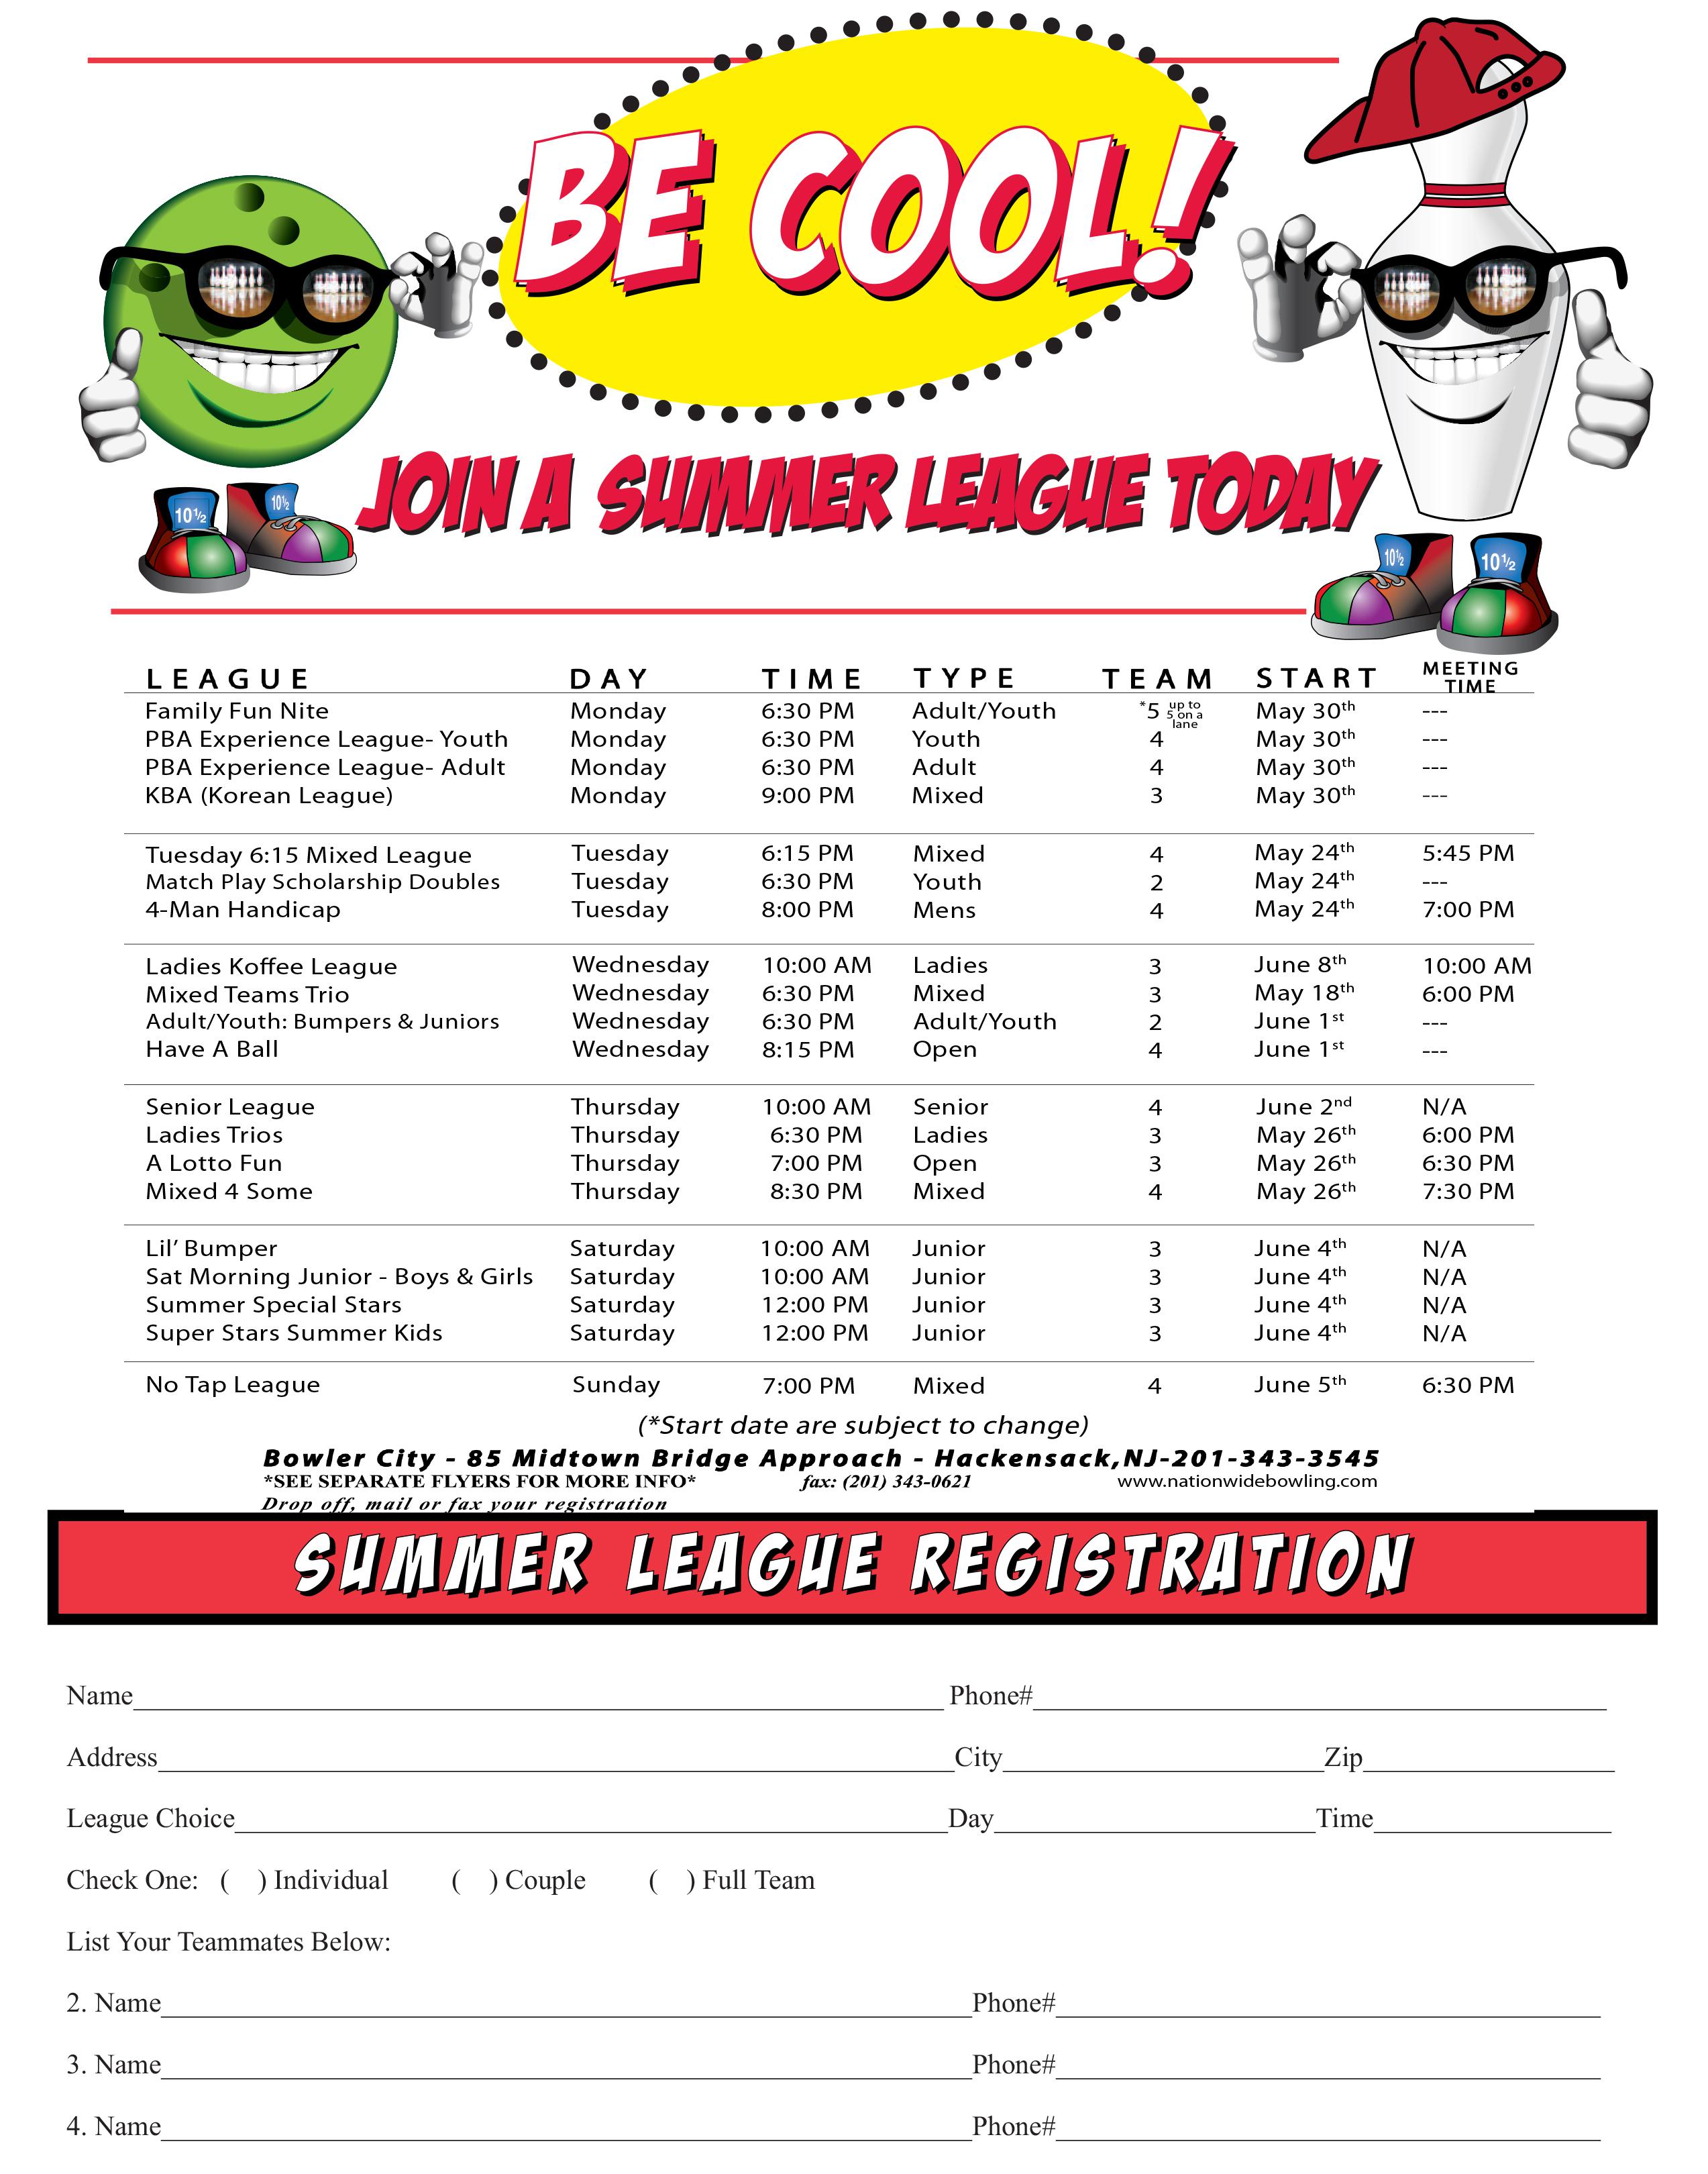 BE COOL!
JOIN A SUMMER LEAGUE TODAY
10½ 10½
10½ 10½
LEAGUE DAY TIME TYPE TEAM START MEETING TIME
Family Fun Nite Monday 6:30 PM Adult/Youth *5 up to 5 on a lane May 30th ---
PBA Experience League- Youth Monday 6:30 PM Youth 4 May 30th ---
PBA Experience League- Adult Monday 6:30 PM Adult 4 May 30th ---
KBA (Korean League) Monday 9:00 PM Mixed 3 May 30th ---
Tuesday 6:15 Mixed League Tuesday 6:15 PM Mixed 4 May 24th 5:45 PM
Match Play Scholarship Doubles Tuesday 6:30 PM Youth 2 May 24th ---
4-Man Handicap Tuesday 8:00 PM Mens 4 May 24th 7:00 PM
Ladies Koffee League Wednesday 10:00 AM Ladies 3 June 8th 10:00 AM
Mixed Teams Trio Wednesday 6:30 PM Mixed 3 May 18th 6:00 PM
Adult/Youth: Bumpers & Juniors Wednesday 6:30 PM Adult/Youth 2 June 1st ---
Have A Ball Wednesday 8:15 PM Open 4 June 1st ---
Senior League Thursday 10:00 AM Senior 4 June 2nd N/A
Ladies Trios Thursday 6:30 PM Ladies 3 May 26th 6:00 PM
A Lotto Fun Thursday 7:00 PM Open 3 May 26th 6:30 PM
Mixed 4 Some Thursday 8:30 PM Mixed 4 May 26th 7:30 PM
Lil’ Bumper Saturday 10:00 AM Junior 3 June 4th N/A
Sat Morning Junior - Boys & Girls Saturday 10:00 AM Junior 3 June 4th N/A
Summer Special Stars Saturday 12:00 PM Junior 3 June 4th N/A
Super Stars Summer Kids Saturday 12:00 PM Junior 3 June 4th N/A
No Tap League Sunday 7:00 PM Mixed 4 June 5th 6:30 PM
(*Start date are subject to change)
Bowler City - 85 Midtown Bridge Approach - Hackensack,NJ-201-343-3545
*SEE SEPARATE FLYERS FOR MORE INFO* fax: (201) 343-0621 www.nationwidebowling.com
Drop off, mail or fax your registration
SUMMER LEAGUE REGISTRATION
Name Phone#
Address City Zip
League Choice Day Time
Check One: ( ) Individual ( ) Couple ( ) Full Team
List Your Teammates Below:
2. Name Phone#
3. Name Phone#
4. Name Phone#